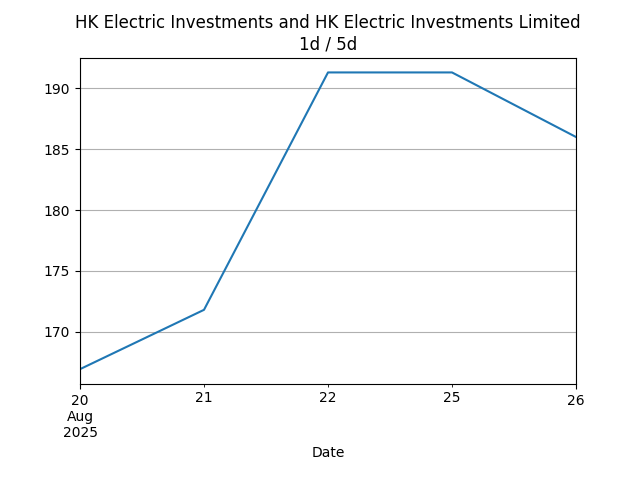 HK Electric Investments and HK Electric Investments Limited
1d / 5d
190
185
180
175
170
20
Aug
2025
21
22
25
26
Date